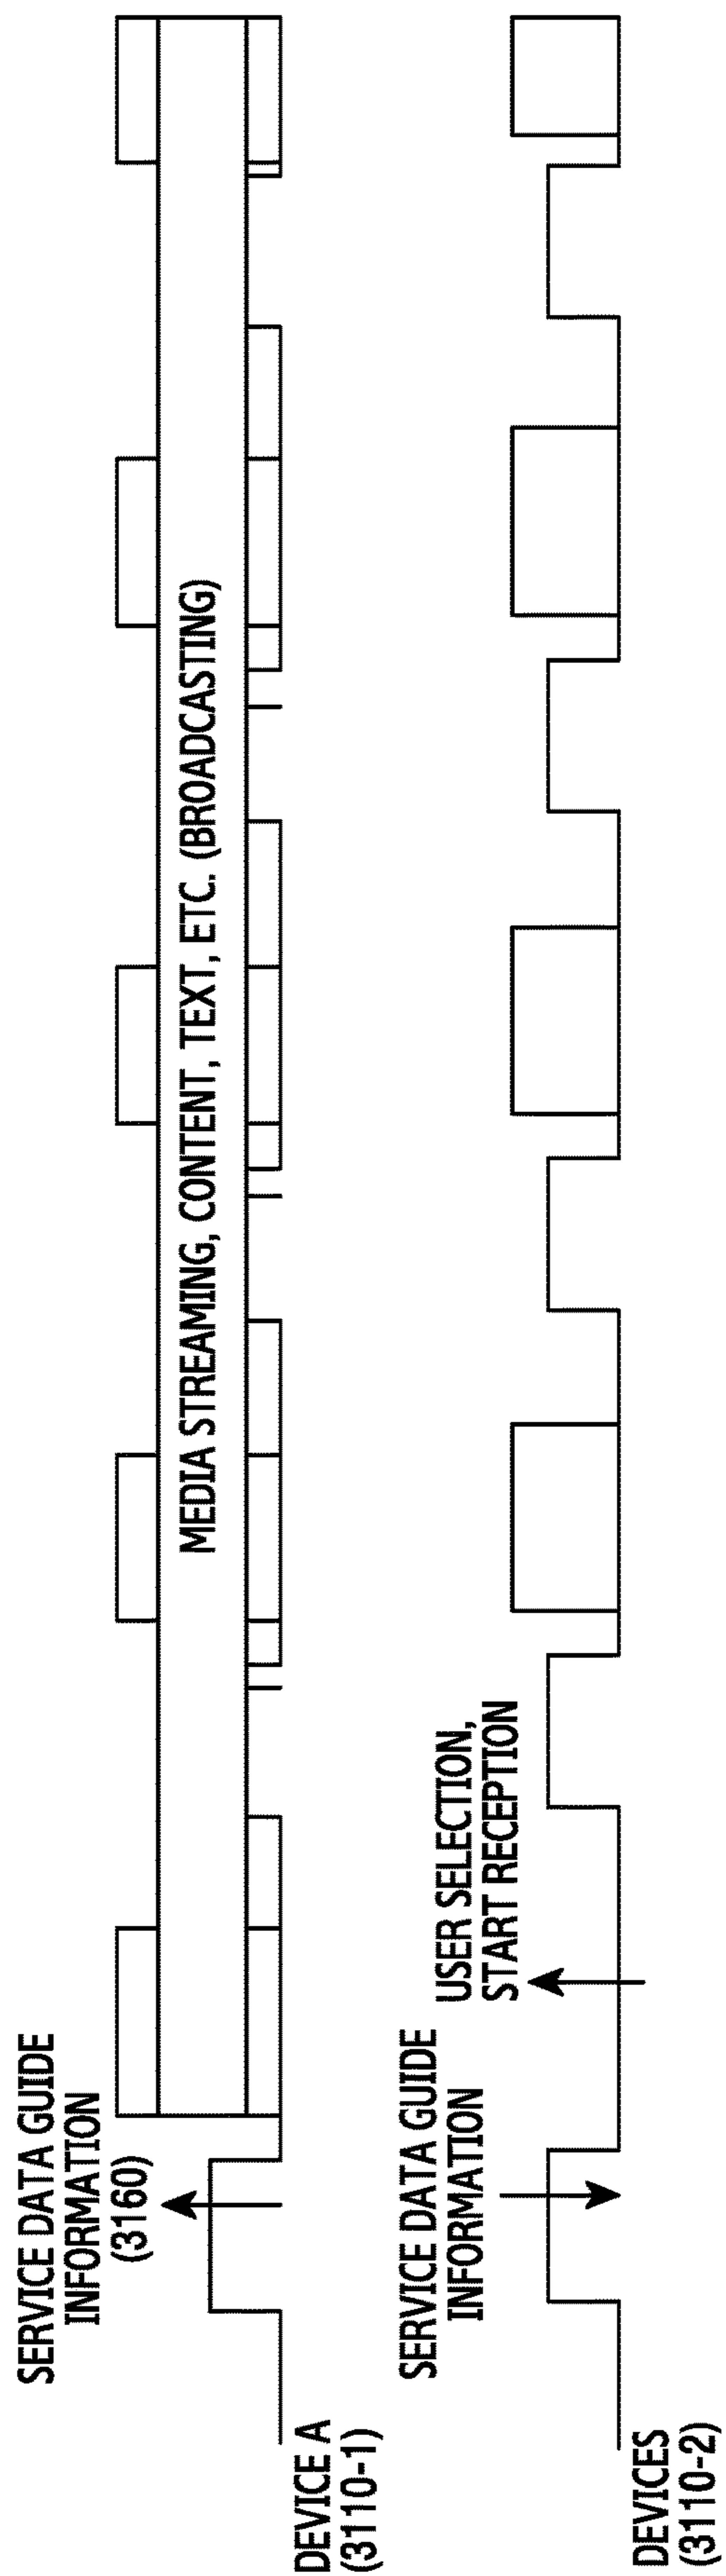 SERVICE DATA GUIDE
INFORMATION
(3160)
MEDIA STREAMING, CONTENT, TEXT, ETC. (BROADCASTING)
DEVICE A
(3110-1)
SERVICE DATA GUIDE
INFORMATION
USER SELECTION,
START RECEPTION
DEVICES
(3110-2)